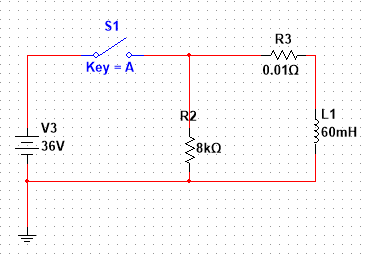 S1
Key = A
R3
0.01Ω
V3
36V
R2
8kΩ
L1
60mH